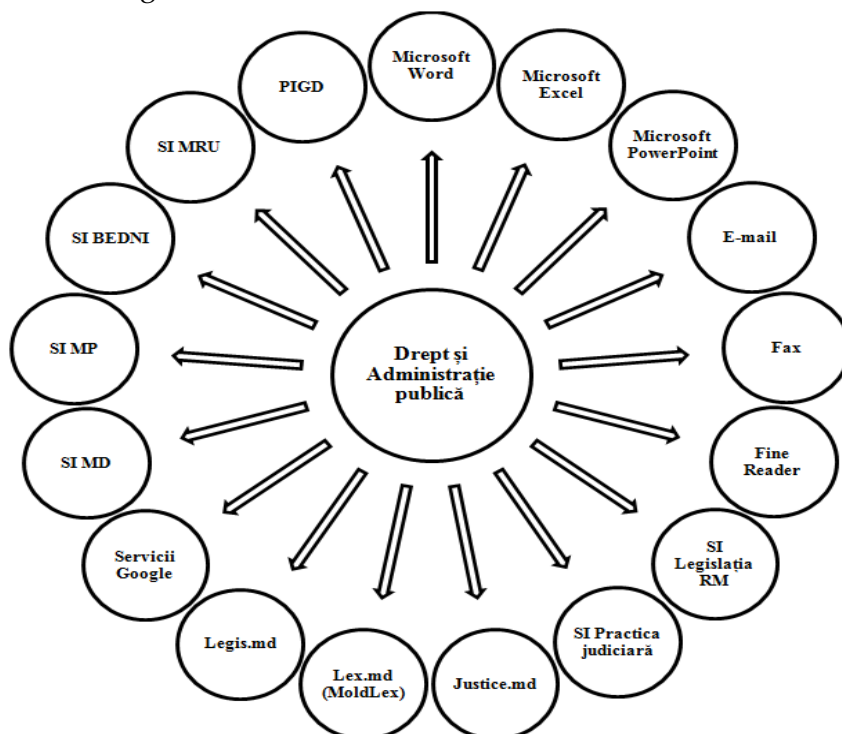 g
Microsoft
Word
Microsoft
Excel
Microsoft
PowerPoint
E-mail
Fax
Fine
Reader
SI
Legislația
RM
SI Practica
judiciară
Justice.md
Lex.md
(MoldLex)
Legis.md
Servicii
Google
SI MD
SI MP
SI BEDNI
SI MRU
PIGD
Drept și
Administrație
publică